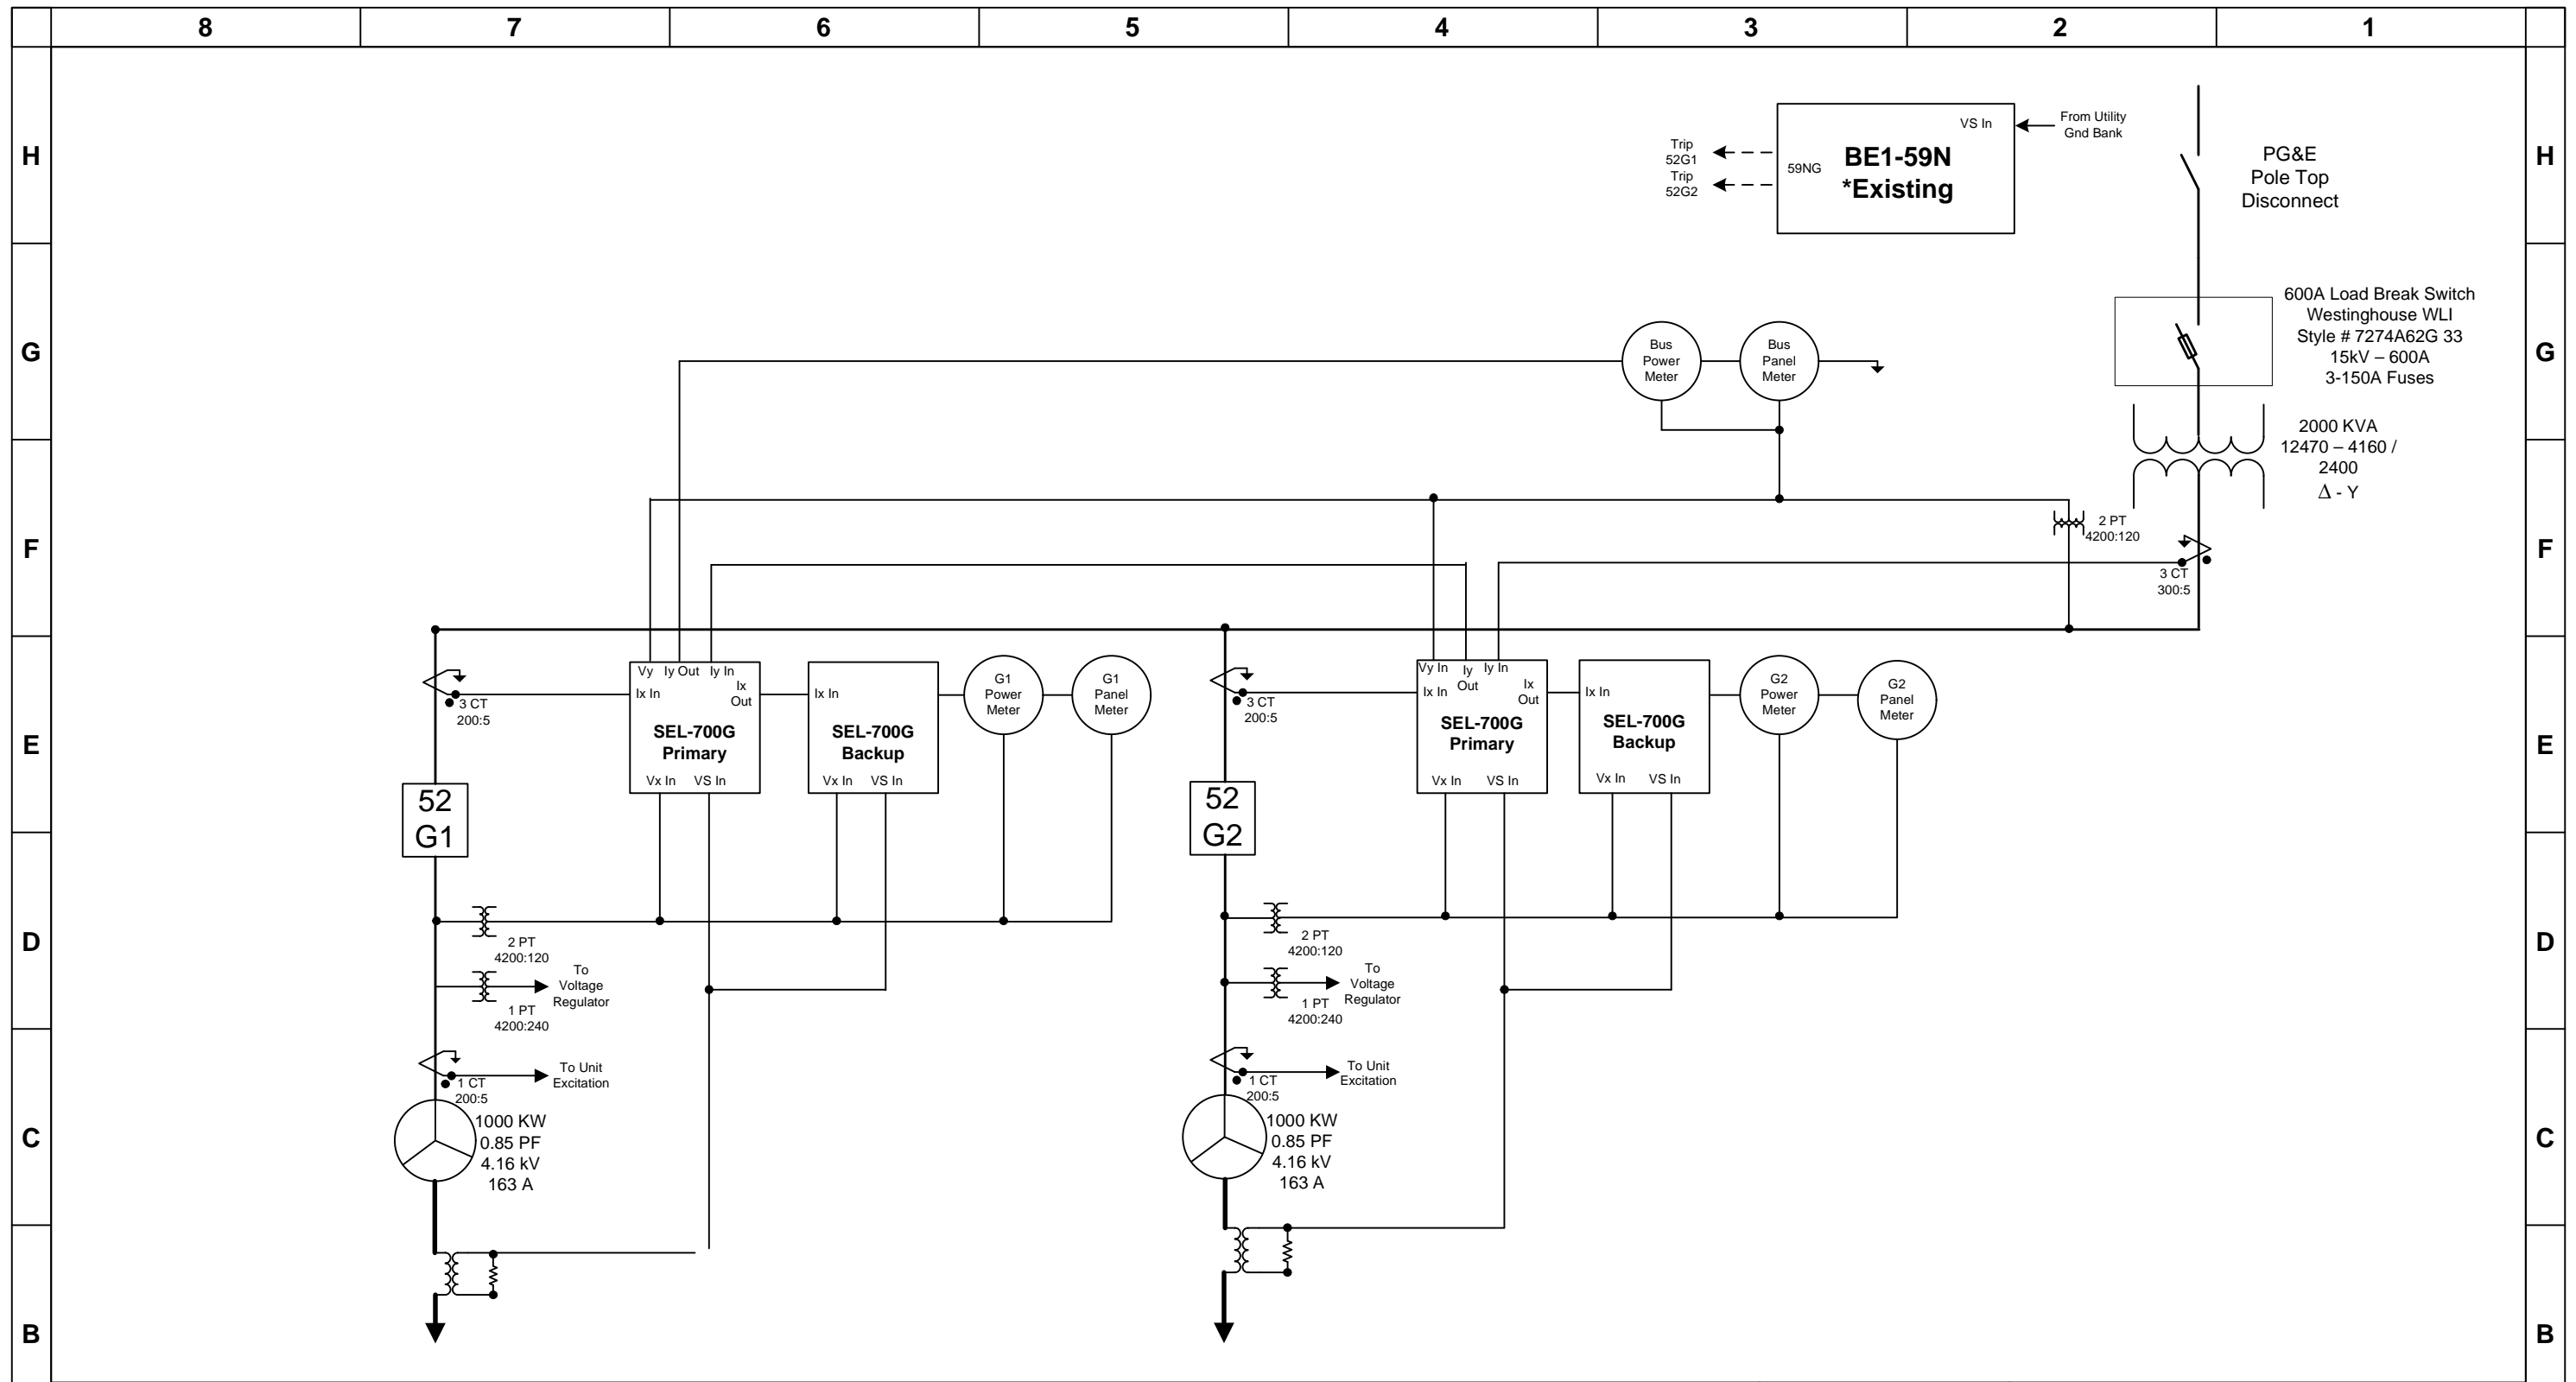 8 7 6 5 4 3 2 1
H
H
VS In
From Utility
Gnd Bank
Trip
52G1
Trip
52G2
59NG
BE1-59N
*Existing
PG&E
Pole Top
Disconnect
G
G
600A Load Break Switch
Westinghouse WLI
Style # 7274A62G 33
15kV – 600A
3-150A Fuses
Bus
Power
Meter
Bus
Panel
Meter
2000 KVA
12470 – 4160 /
2400
Δ - Y
F
F
2 PT
4200:120
3 CT
300:5
E
E
3 CT
200:5
Vy Iy Out Iy In
Ix In
Ix
Out
SEL-700G
Primary
Vx In VS In
Ix In
SEL-700G
Backup
Vx In VS In
G1
Power
Meter
G1
Panel
Meter
3 CT
200:5
Vy In Iy
Out
Iy In
Ix In
Ix
Out
SEL-700G
Primary
Vx In VS In
Ix In
SEL-700G
Backup
Vx In VS In
G2
Power
Meter
G2
Panel
Meter
52
G1
52
G2
D
D
2 PT
4200:120
To
Voltage
Regulator
1 PT
4200:240
2 PT
4200:120
To
Voltage
Regulator
1 PT
4200:240
C
C
1 CT
200:5
To Unit
Excitation
1000 KW
0.85 PF
4.16 kV
163 A
1 CT
200:5
To Unit
Excitation
1000 KW
0.85 PF
4.16 kV
163 A
B
B